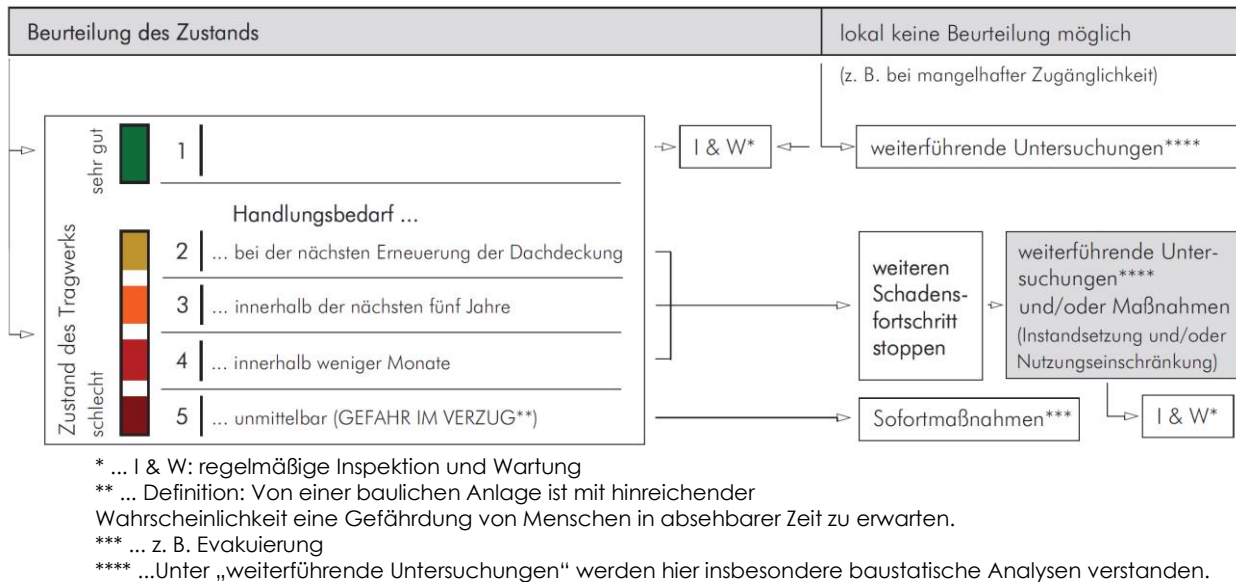 Beurteilung des Zustands
lokal keine Beurteilung möglich
(z. B. bei mangelhafter Zugänglichkeit)
Zustand des Tragwerks
sehr gut
schlecht
1
Handlungsbedarf ...
2 ... bei der nächsten Erneuerung der Dachdeckung
3 ... innerhalb der nächsten fünf Jahre
4 ... innerhalb weniger Monate
5 ... unmittelbar (GEFAHR IM VERZUG**)
I & W*
weiterführende Untersuchungen****
weiteren
Schadens-
fortschritt
stoppen
weiterführende Unter-
suchungen****
und/oder Maßnahmen
(Instandsetzung und/oder
Nutzungseinschränkung)
Sofortmaßnahmen***
I & W*
* ... I & W: regelmäßige Inspektion und Wartung
** ... Definition: Von einer baulichen Anlage ist mit hinreichender
Wahrscheinlichkeit eine Gefährdung von Menschen in absehbarer Zeit zu erwarten.
*** ... z. B. Evakuierung
**** ...Unter „weiterführende Untersuchungen“ werden hier insbesondere baustatische Analysen verstanden.